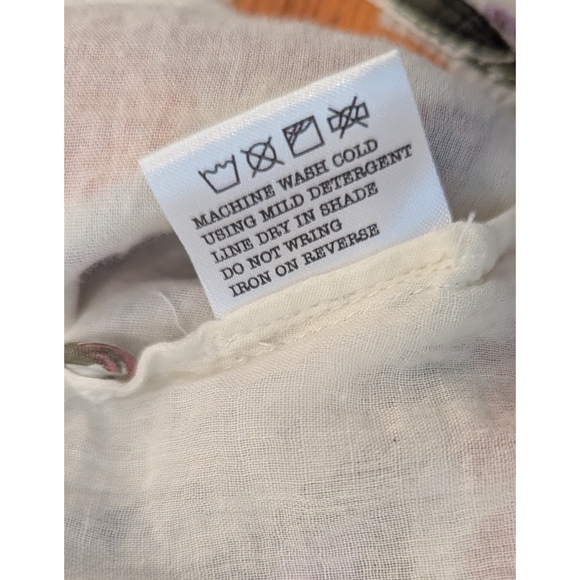 MACHINE WASH COLD
USING MILD DETERGENT
LINE DRY IN SHADE
DO NOT WRING
IRON ON REVERSE